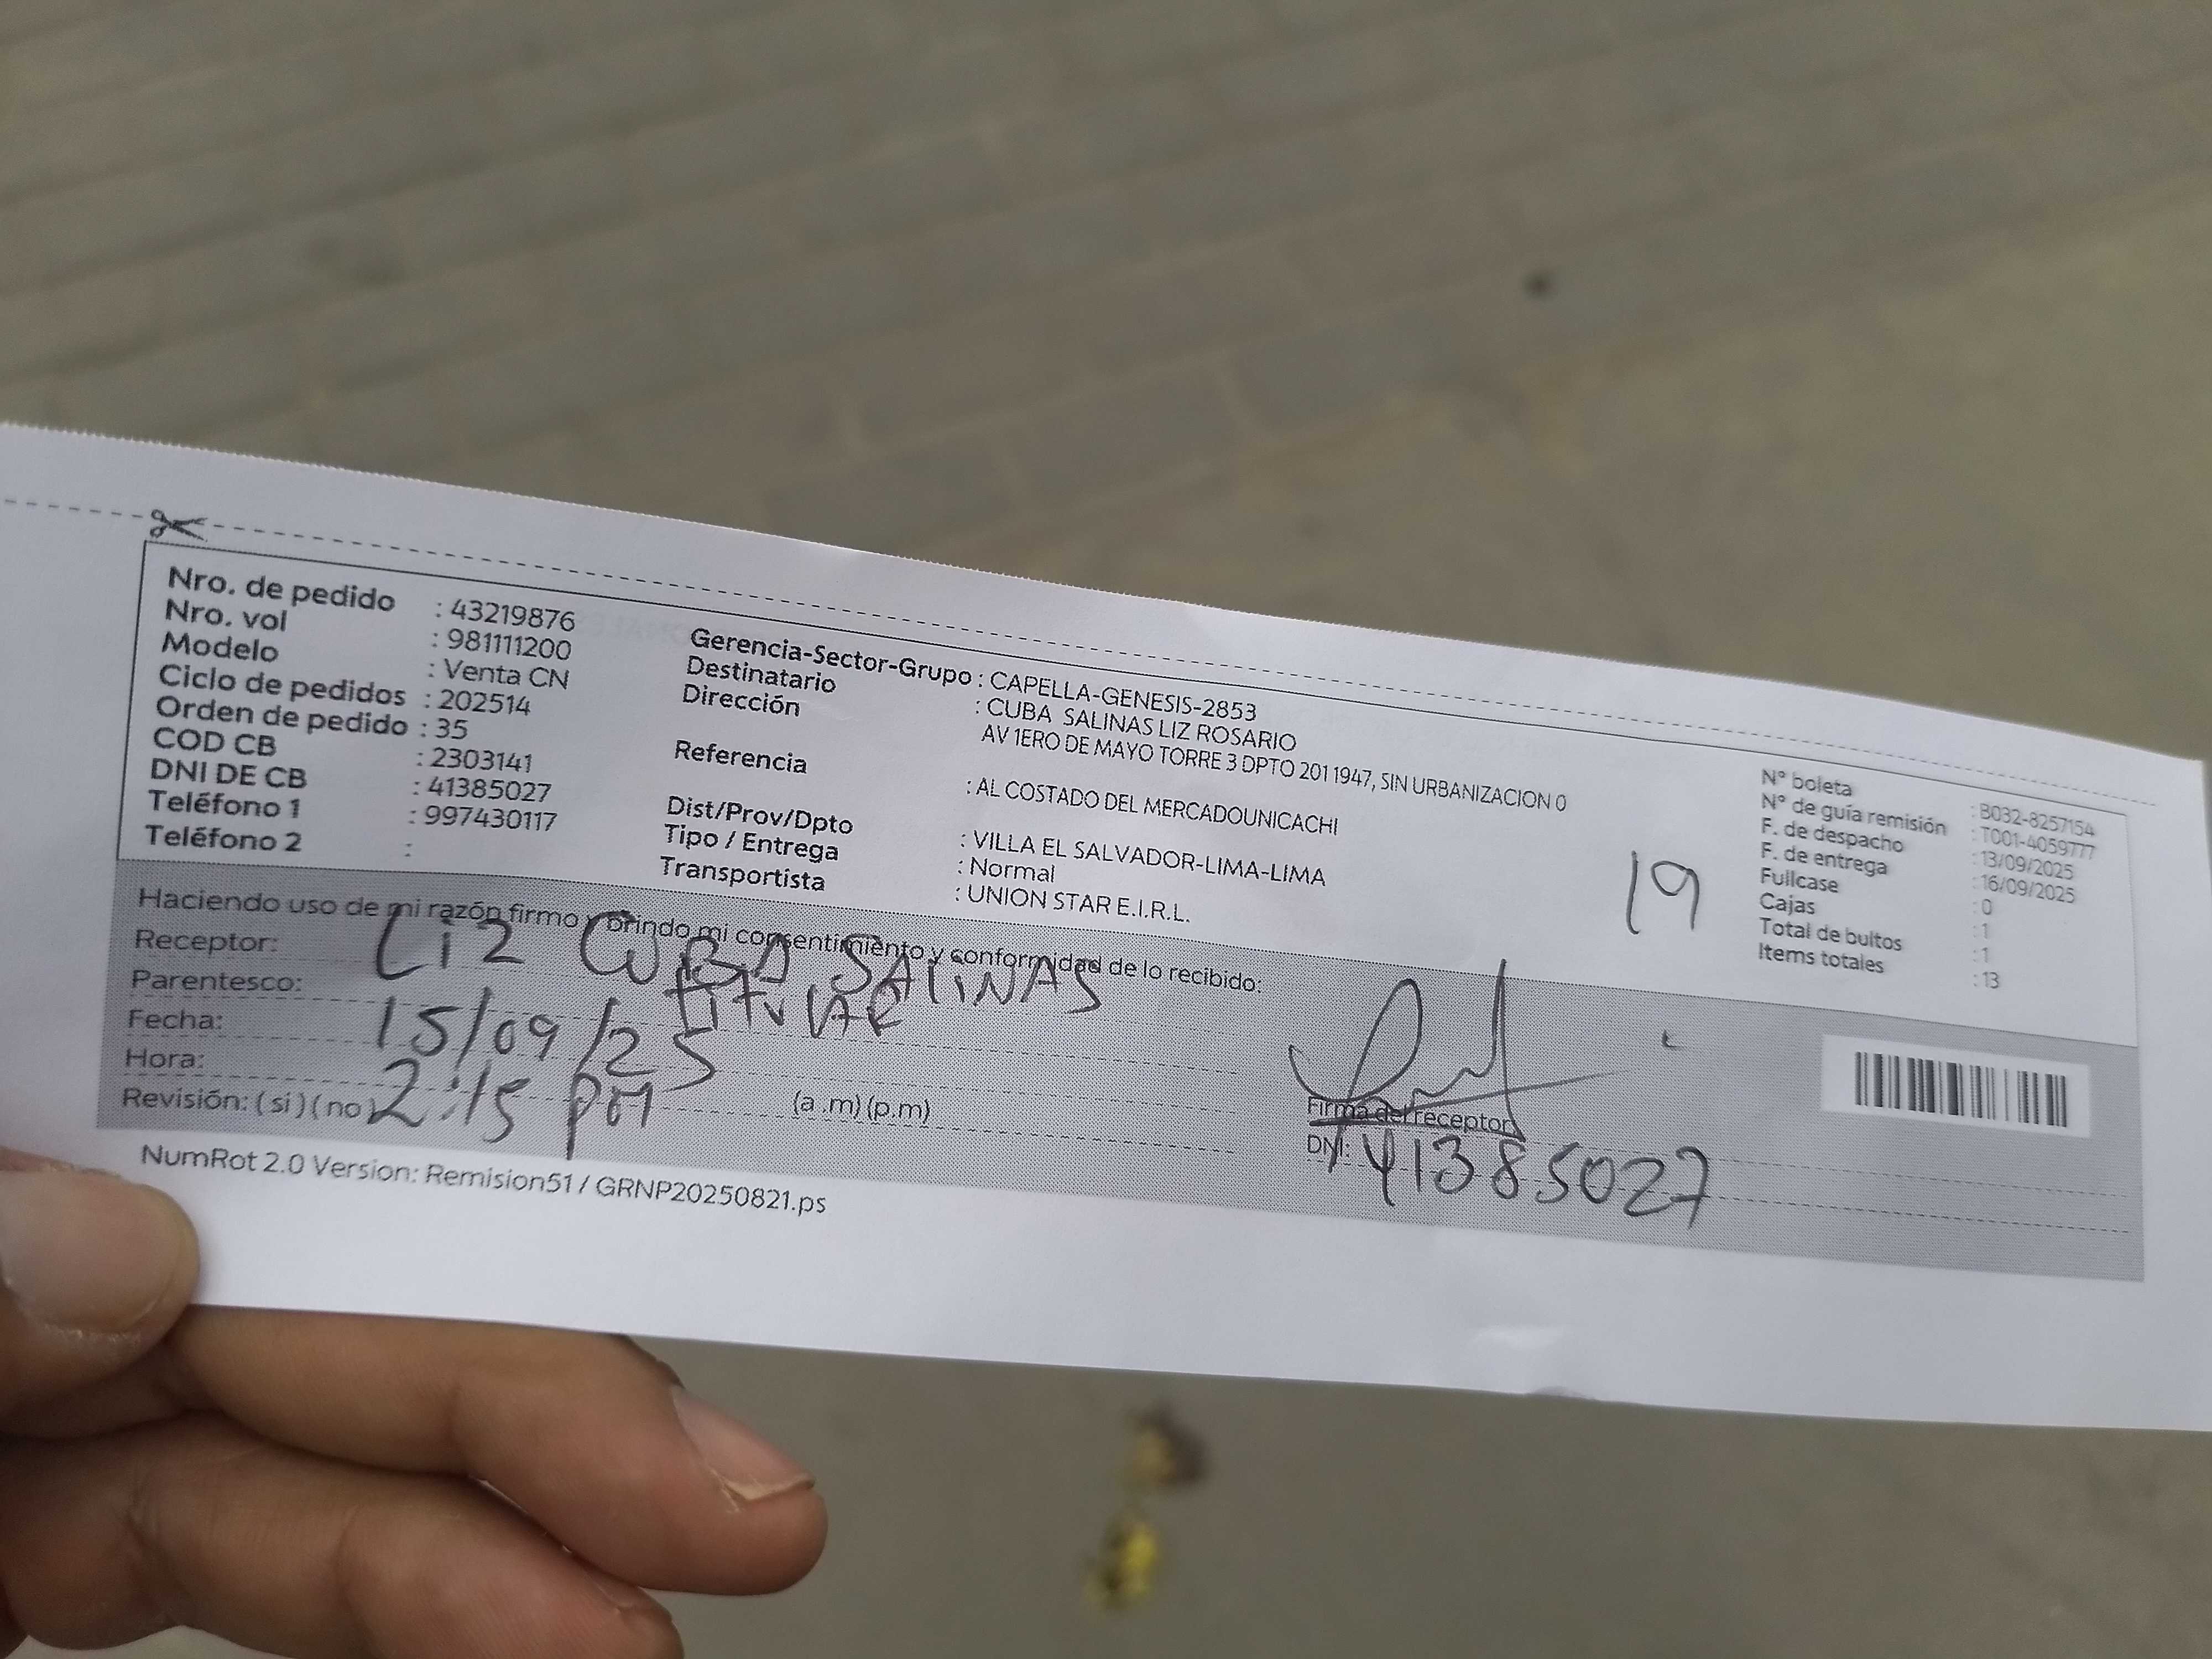 Nro. de pedido : 43219876
Nro. vol : 981111200
Modelo : Venta CN
Ciclo de pedidos : 202514
Orden de pedido : 35
COD CB : 2303141
DNI DE CB : 41385027
Teléfono 1 : 997430117
Teléfono 2 :
Gerencia-Sector-Grupo : CAPELLA-GENESIS-2853
Destinatario : CUBA SALINAS LIZ ROSARIO
Dirección AV 1ERO DE MAYO TORRE 3 DPTO 201 1947, SIN URBANIZACION 0
Referencia : AL COSTADO DEL MERCADOUNICACHI
Dist/Prov/Dpto : VILLA EL SALVADOR-LIMA-LIMA
Tipo / Entrega : Normal
Transportista : UNION STAR E.I.R.L.
19
N° boleta : B032-8257154
N° de guía remisión : T001-4059777
F. de despacho : 13/09/2025
F. de entrega : 16/09/2025
Fullcase : 0
Cajas : 1
Total de bultos : 1
Items totales : 13
Haciendo uso de mi razón firmo y brindo mi consentimiento y conformidad de lo recibido:
Receptor: Liz CUBA SALINAS
Parentesco: titular
Fecha: 15/09/25
Hora: 2:15 pm (a .m) (p.m)
Revisión: ( si ) ( no )
Firma del receptor
DNI: 41385027
NumRot 2.0 Version: Remision51 / GRNP20250821.ps